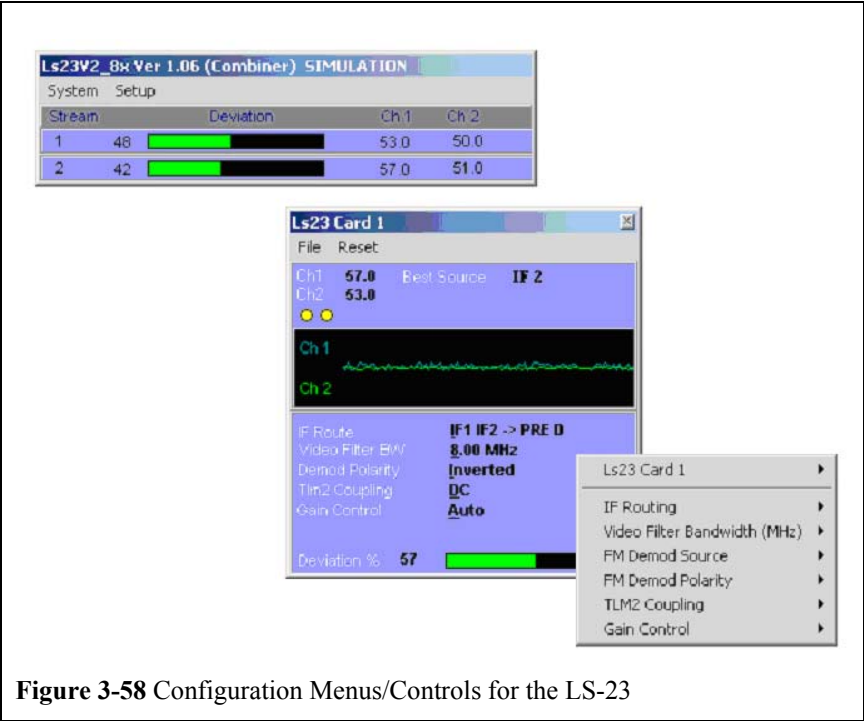 Ls23V2_8x Ver 1.06 (Combiner) SIMULATION
System Setup
Stream Deviation Ch 1 Ch 2
1 48 53.0 50.0
2 42 57.0 51.0
Ls23 Card 1
File Reset
Ch1 57.0 Best Source IF 2
Ch2 53.0
Ch 1
Ch 2
IF Route IF1 IF2 -> PRE D
Video Filter BW 8.00 MHz
Demod Polarity Inverted
Tlm2 Coupling DC
Gain Control Auto
Deviation % 57
Ls23 Card 1
IF Routing
Video Filter Bandwidth (MHz)
FM Demod Source
FM Demod Polarity
TLM2 Coupling
Gain Control
Figure 3-58 Configuration Menus/Controls for the LS-23